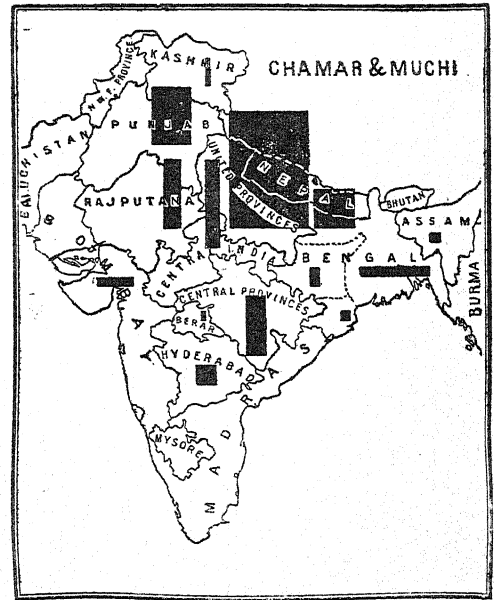 CHAMAR & MUCHI
KASHMIR
N.W.F. PROVINCE
PUNJAB
BALUCHISTAN
UNITED PROVINCES
NEPAL
RAJPUTANA
BHUTAN
ASSAM
BOMBAY
CENTRAL INDIA
BENGAL
BURMA
CENTRAL PROVINCES
BERAR
HYDERABAD
MADRAS
MYSORE